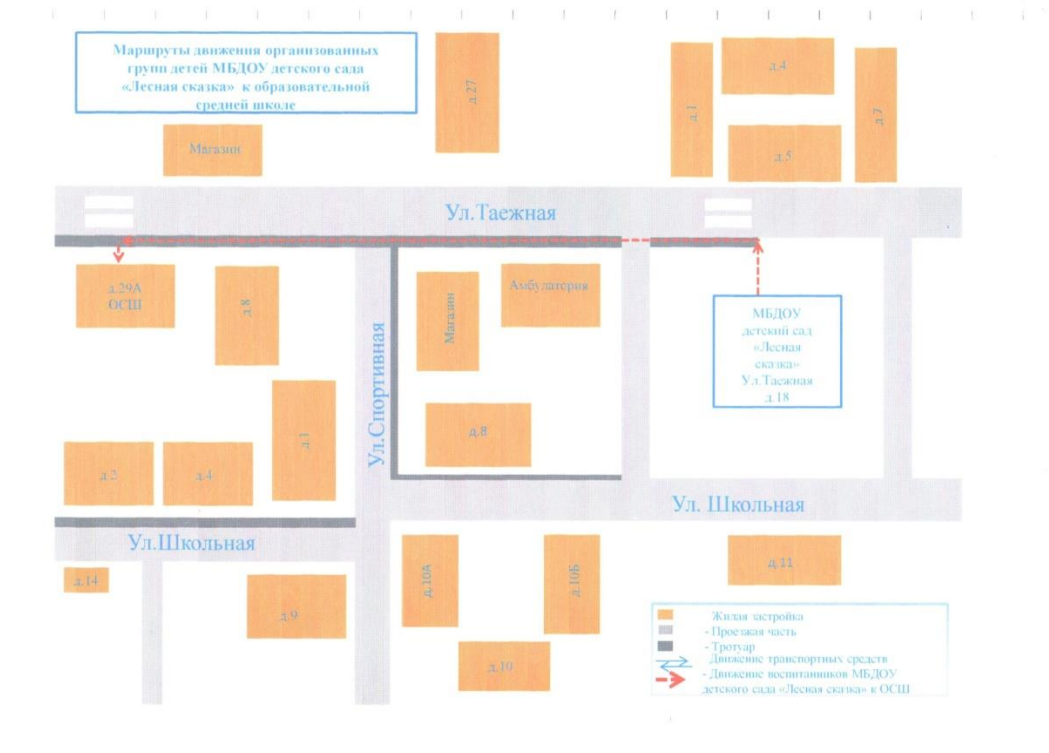 Маршруты движения организованных
групп детей МБДОУ детского сада
«Лесная сказка» к образовательной
средней школе
д.27
д.1
д.4
д.5
д.7
Магазин
Ул.Таежная
д.29А
ОСШ
д.8
Магазин
Амбулатория
МБДОУ
детский сад
«Лесная
сказка»
Ул.Таежная
д.18
Ул.Спортивная
д.1
д.8
д.4
Ул. Школьная
Ул.Школьная
д.14
д.9
д.10А
д.10Б
д.11
д.10
Жилая застройка
- Проезжая часть
- Тротуар
Движение транспортных средств
- Движение воспитанников МБДОУ
детского сада «Лесная сказка» к ОСШ